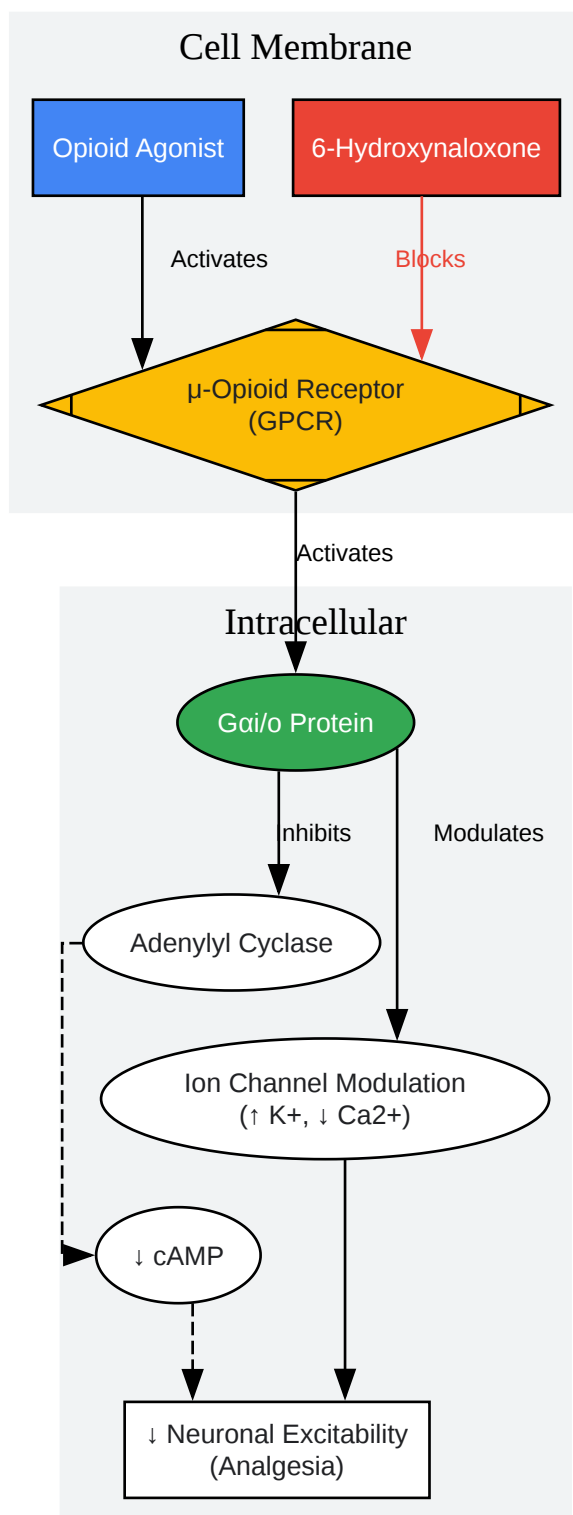 Cell Membrane
Opioid Agonist
6-Hydroxynaloxone
Activates
Blocks
μ-Opioid Receptor
(GPCR)
Activates
Intracellular
Gαi/o Protein
Inhibits
Modulates
Adenylyl Cyclase
Ion Channel Modulation
(↑ K+, ↓ Ca2+)
↓ cAMP
↓ Neuronal Excitability
(Analgesia)